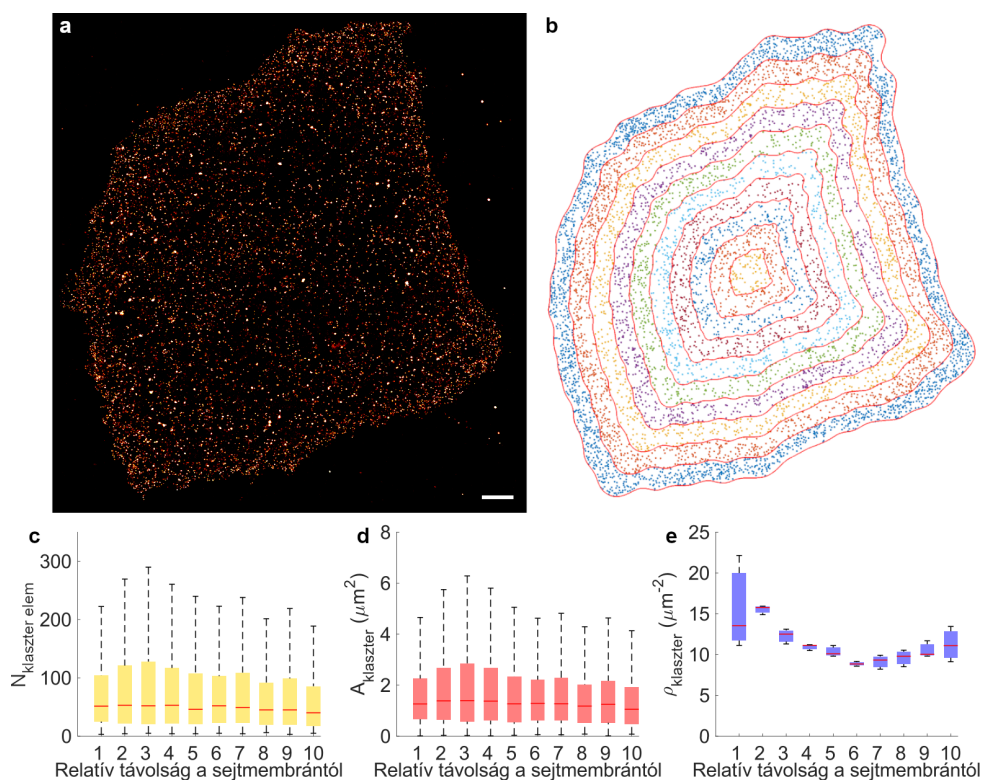 a
b
c
N klaszter elem
300
200
100
0
1 2 3 4 5 6 7 8 9 10
Relatív távolság a sejtmembrántól
d
A klaszter (μm²)
8
6
4
2
0
1 2 3 4 5 6 7 8 9 10
Relatív távolság a sejtmembrántól
e
ρ klaszter (μm⁻²)
25
20
15
10
5
0
1 2 3 4 5 6 7 8 9 10
Relatív távolság a sejtmembrántól